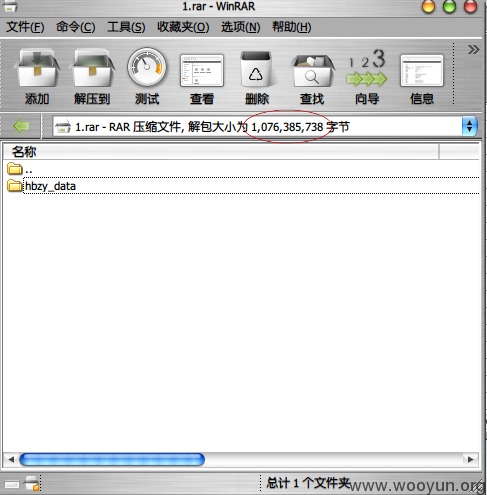 1.rar - WinRAR
文件(F) 命令(C) 工具(S) 收藏夹(O) 选项(N) 帮助(H)
添加 解压到 测试 查看 删除 查找 向导 信息
1.rar - RAR 压缩文件, 解包大小为 1,076,385,738 字节
名称
..
hbzy_data
总计 1 个文件夹
www.wooyun.org